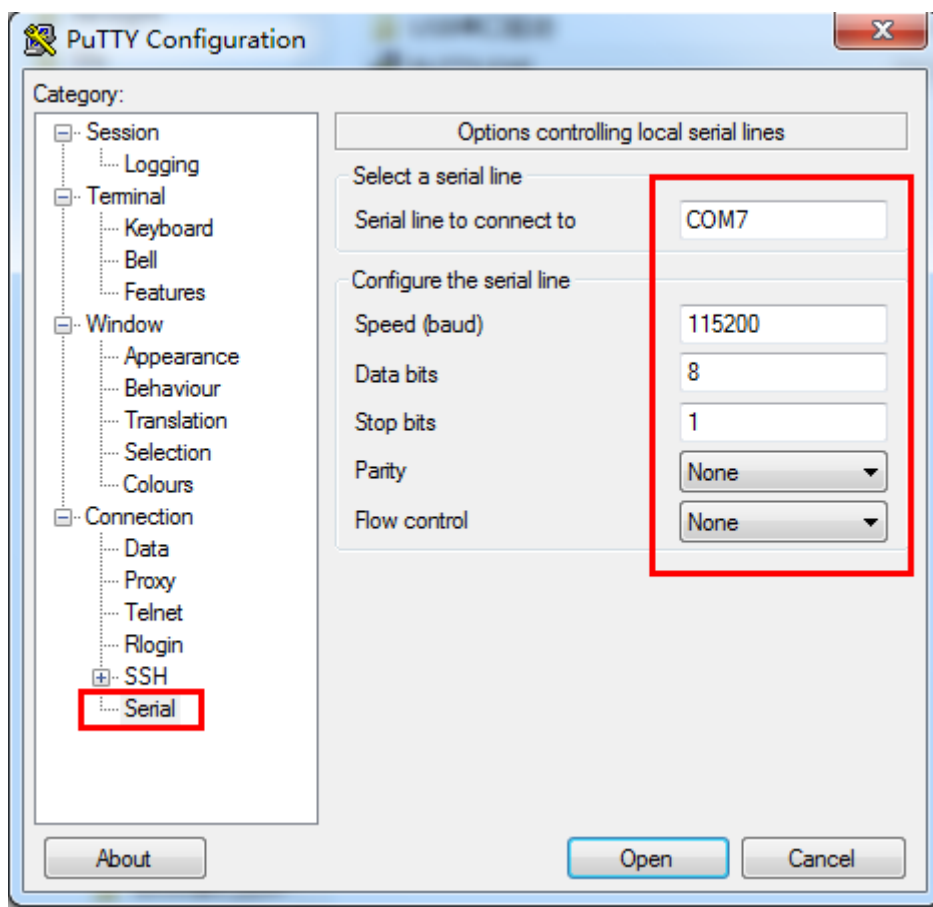 PuTTY Configuration
Category:
Session
Logging
Terminal
Keyboard
Bell
Features
Window
Appearance
Behaviour
Translation
Selection
Colours
Connection
Data
Proxy
Telnet
Rlogin
SSH
Serial
Options controlling local serial lines
Select a serial line
Serial line to connect to COM7
Configure the serial line
Speed (baud) 115200
Data bits 8
Stop bits 1
Parity None
Flow control None
About Open Cancel